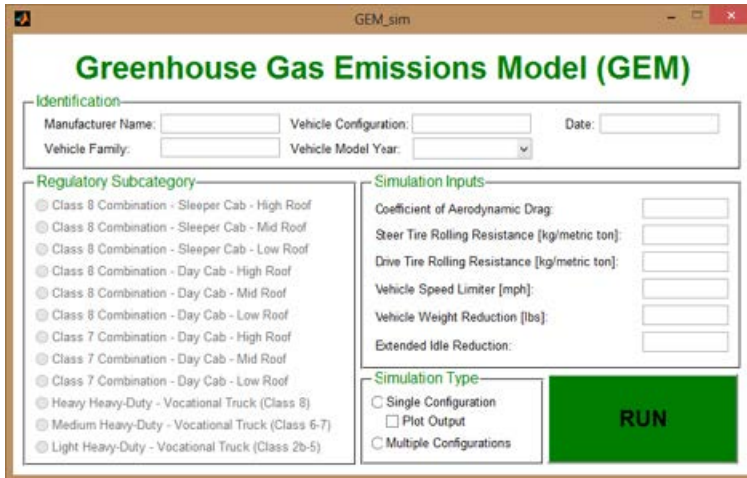 GEM_sim
Greenhouse Gas Emissions Model (GEM)
Identification
Manufacturer Name:
Vehicle Configuration:
Date:
Vehicle Family:
Vehicle Model Year:
Regulatory Subcategory
Class 8 Combination - Sleeper Cab - High Roof
Class 8 Combination - Sleeper Cab - Mid Roof
Class 8 Combination - Sleeper Cab - Low Roof
Class 8 Combination - Day Cab - High Roof
Class 8 Combination - Day Cab - Mid Roof
Class 8 Combination - Day Cab - Low Roof
Class 7 Combination - Day Cab - High Roof
Class 7 Combination - Day Cab - Mid Roof
Class 7 Combination - Day Cab - Low Roof
Heavy Heavy-Duty - Vocational Truck (Class 8)
Medium Heavy-Duty - Vocational Truck (Class 6-7)
Light Heavy-Duty - Vocational Truck (Class 2b-5)
Simulation Inputs
Coefficient of Aerodynamic Drag:
Steer Tire Rolling Resistance [kg/metric ton]:
Drive Tire Rolling Resistance [kg/metric ton]:
Vehicle Speed Limiter [mph]:
Vehicle Weight Reduction [lbs]:
Extended Idle Reduction:
Simulation Type
Single Configuration
Plot Output
Multiple Configurations
RUN